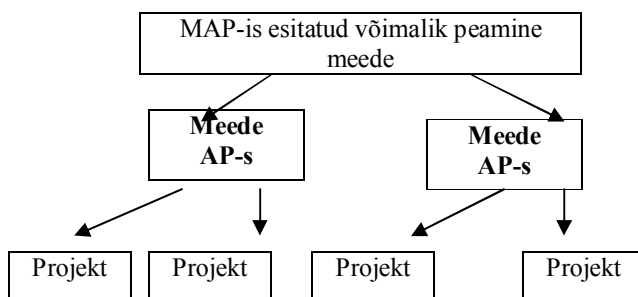 MAP-is esitatud võimalik peamine
meede
Meede
AP-s
Meede
AP-s
Projekt
Projekt
Projekt
Projekt